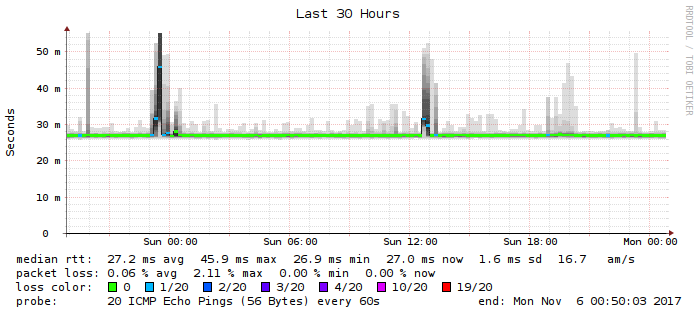 Last 30 Hours
RRDTOOL / TOBI OETIKER
Seconds
50 m
40 m
30 m
20 m
10 m
0
Sun 00:00 Sun 06:00 Sun 12:00 Sun 18:00 Mon 00:00
median rtt: 27.2 ms avg 45.9 ms max 26.9 ms min 27.0 ms now 1.6 ms sd 16.7 am/s
packet loss: 0.06 % avg 2.11 % max 0.00 % min 0.00 % now
loss color: 0 1/20 2/20 3/20 4/20 10/20 19/20
probe: 20 ICMP Echo Pings (56 Bytes) every 60s end: Mon Nov 6 00:50:03 2017